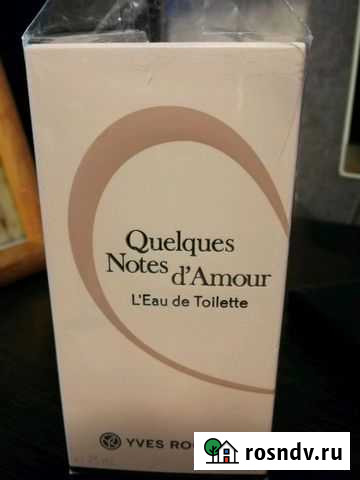 Quelques
Notes d'Amour
L'Eau de Toilette
YVES RO
rosndv.ru